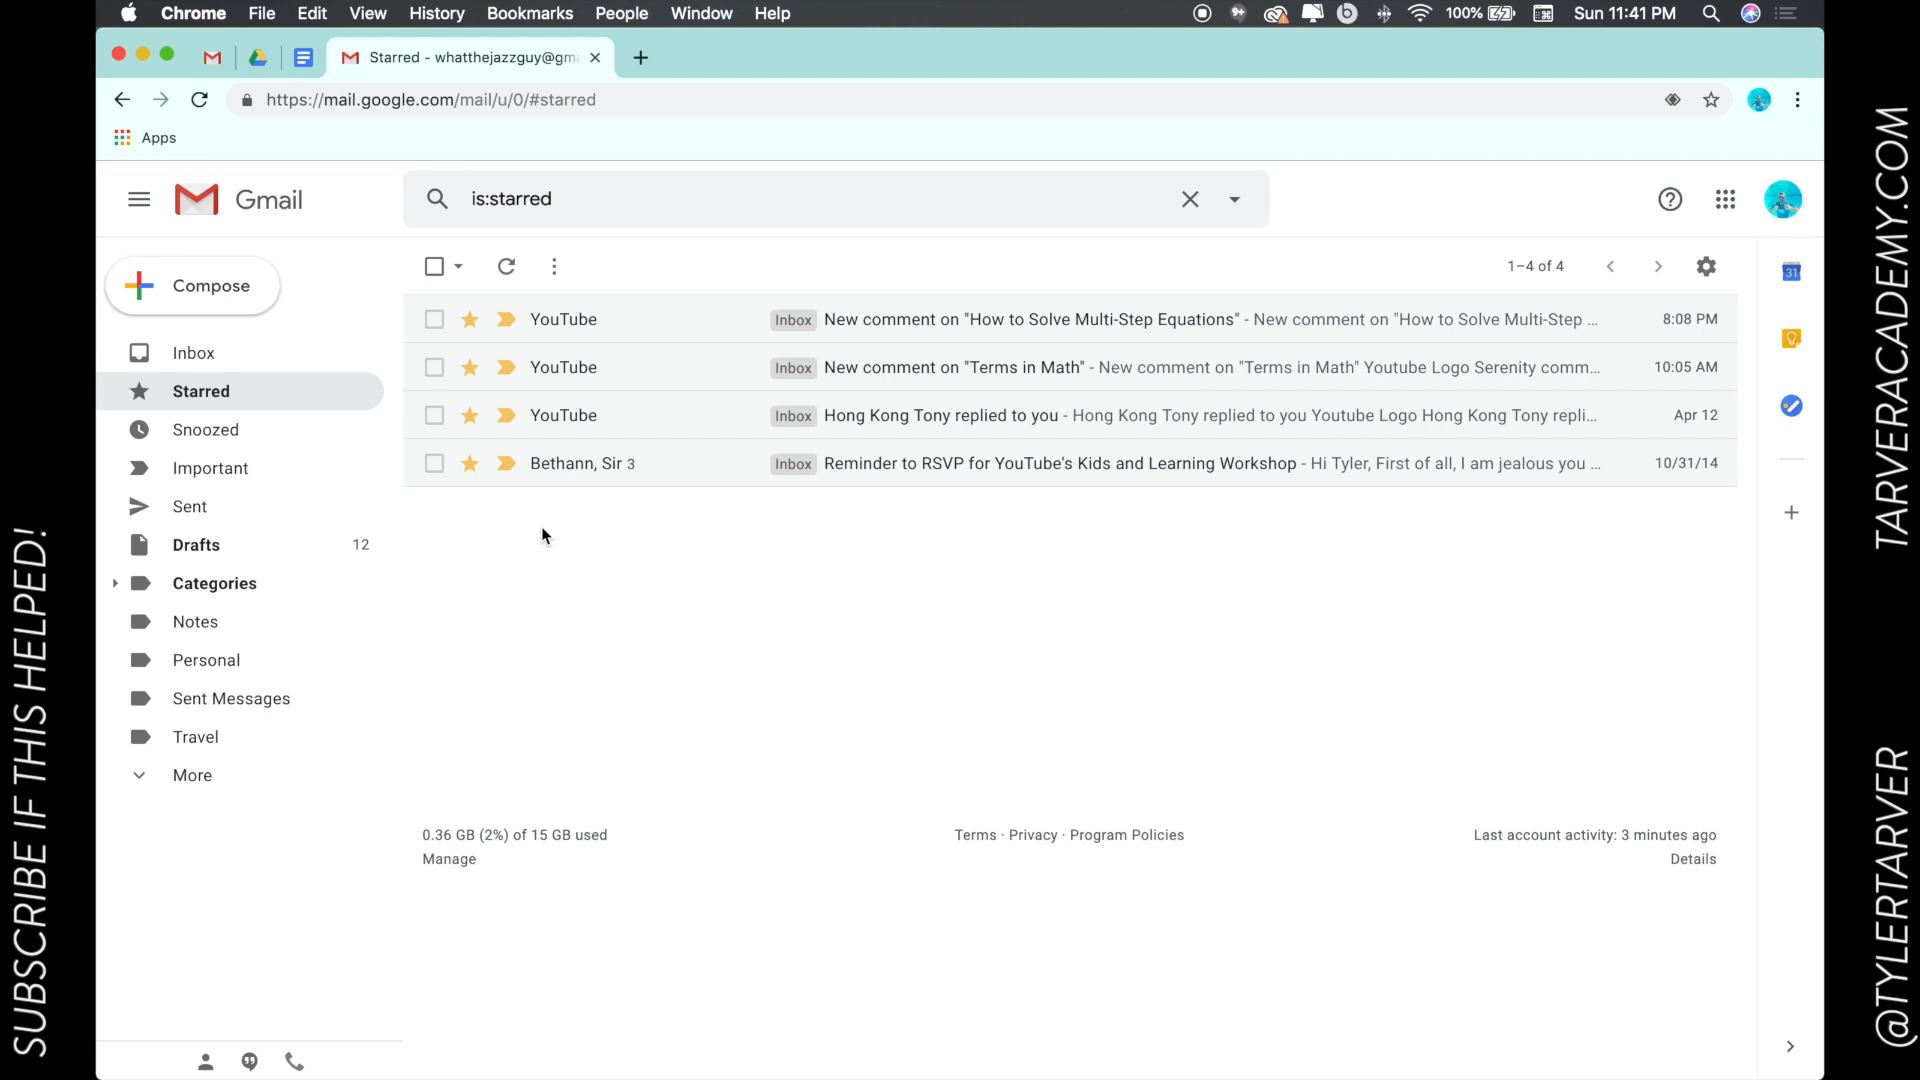 Chrome File Edit View History Bookmarks People Window Help 9+ 100% Sun 11:41 PM
Starred - whatthejazzguy@gm
https://mail.google.com/mail/u/0/#starred
Apps
Gmail is:starred
Compose
1–4 of 4
31
YouTube Inbox New comment on "How to Solve Multi-Step Equations" - New comment on "How to Solve Multi-Step ... 8:08 PM
YouTube Inbox New comment on "Terms in Math" - New comment on "Terms in Math" Youtube Logo Serenity comm... 10:05 AM
YouTube Inbox Hong Kong Tony replied to you - Hong Kong Tony replied to you Youtube Logo Hong Kong Tony repli... Apr 12
Bethann, Sir 3 Inbox Reminder to RSVP for YouTube's Kids and Learning Workshop - Hi Tyler, First of all, I am jealous you ... 10/31/14
Inbox
Starred
Snoozed
Important
Sent
Drafts 12
Categories
Notes
Personal
Sent Messages
Travel
More
0.36 GB (2%) of 15 GB used
Manage
Terms · Privacy · Program Policies
Last account activity: 3 minutes ago
Details
SUBSCRIBE IF THIS HELPED!
TARVERACADEMY.COM
@TYLERTARVER